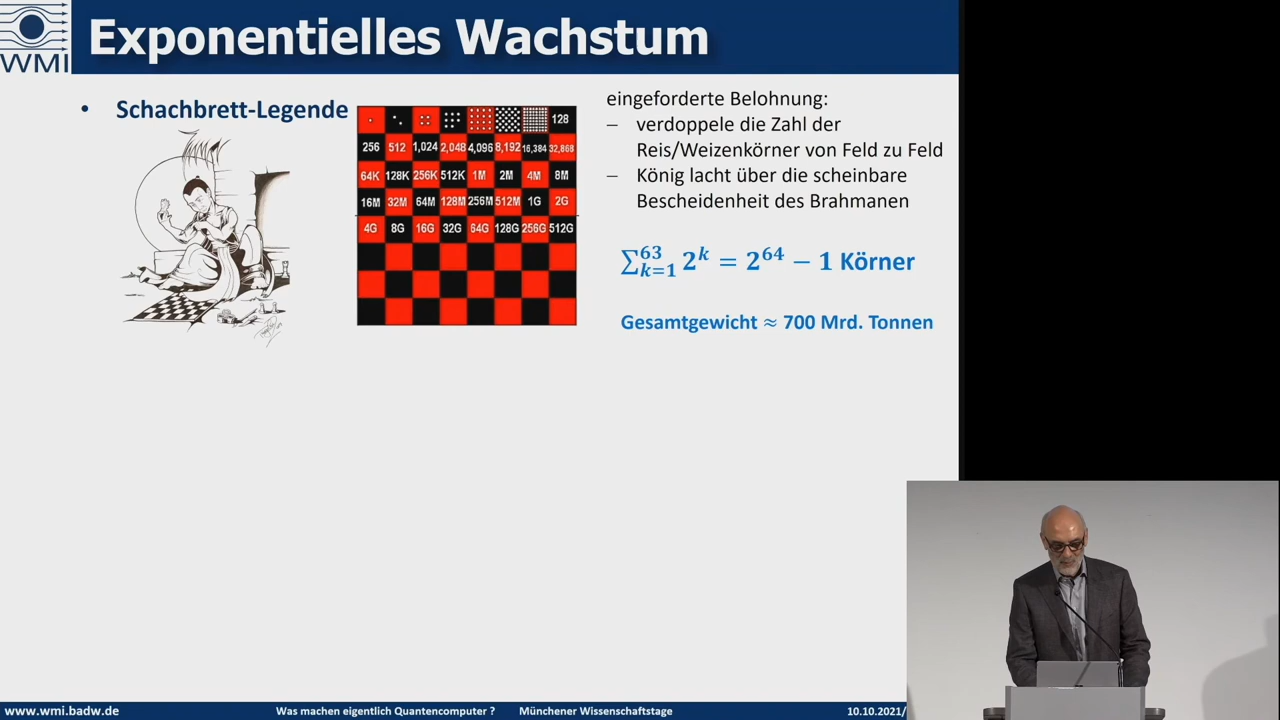 WMI
Exponentielles Wachstum
• Schachbrett-Legende
128
256 512 1,024 2,048 4,096 8,192 16,384 32,868
64K 128K 256K 512K 1M 2M 4M 8M
16M 32M 64M 128M 256M 512M 1G 2G
4G 8G 16G 32G 64G 128G 256G 512G
eingeforderte Belohnung:
– verdoppele die Zahl der
Reis/Weizenkörner von Feld zu Feld
– König lacht über die scheinbare
Bescheidenheit des Brahmanen
∑₍k=1₎^63 2^k = 2^64 − 1 Körner
Gesamtgewicht ≈ 700 Mrd. Tonnen
www.wmi.badw.de
Was machen eigentlich Quantencomputer ?
Münchener Wissenschaftstage
10.10.2021/